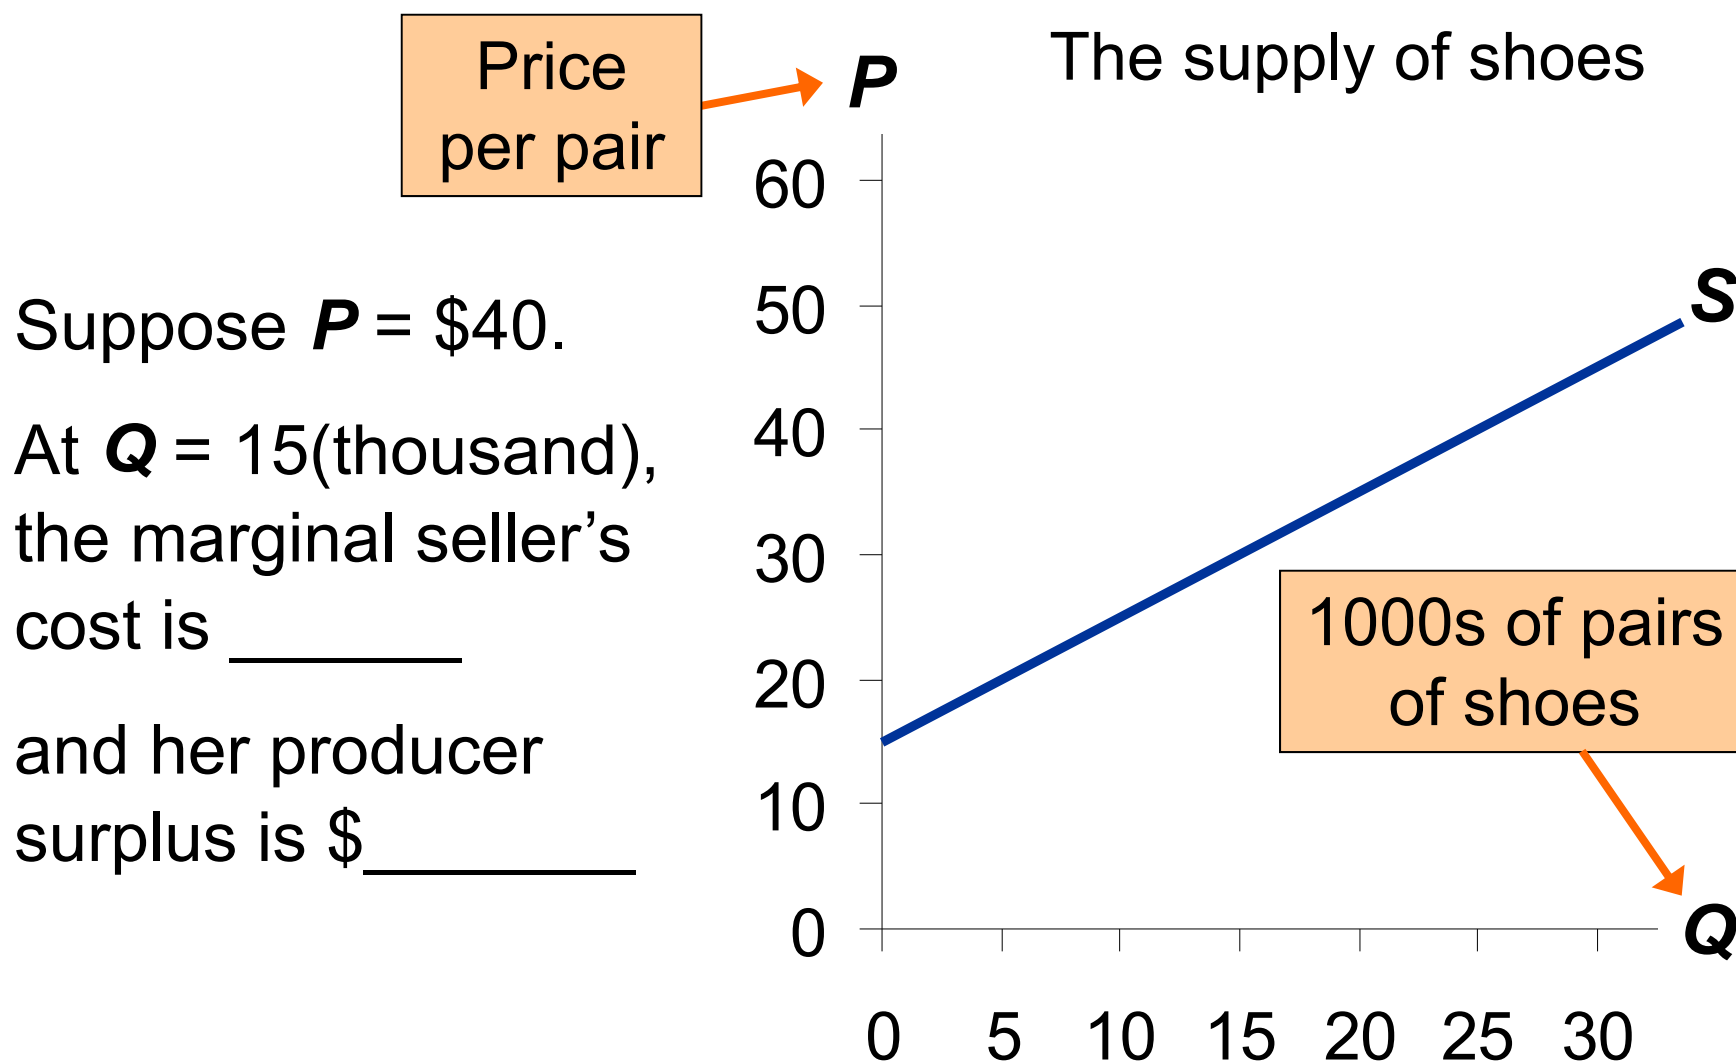 Price
per pair
P
The supply of shoes
60
50
40
30
20
10
0
S
Suppose P = $40.
At Q = 15(thousand),
the marginal seller’s
cost is _______
and her producer
surplus is $________
1000s of pairs
of shoes
Q
0 5 10 15 20 25 30